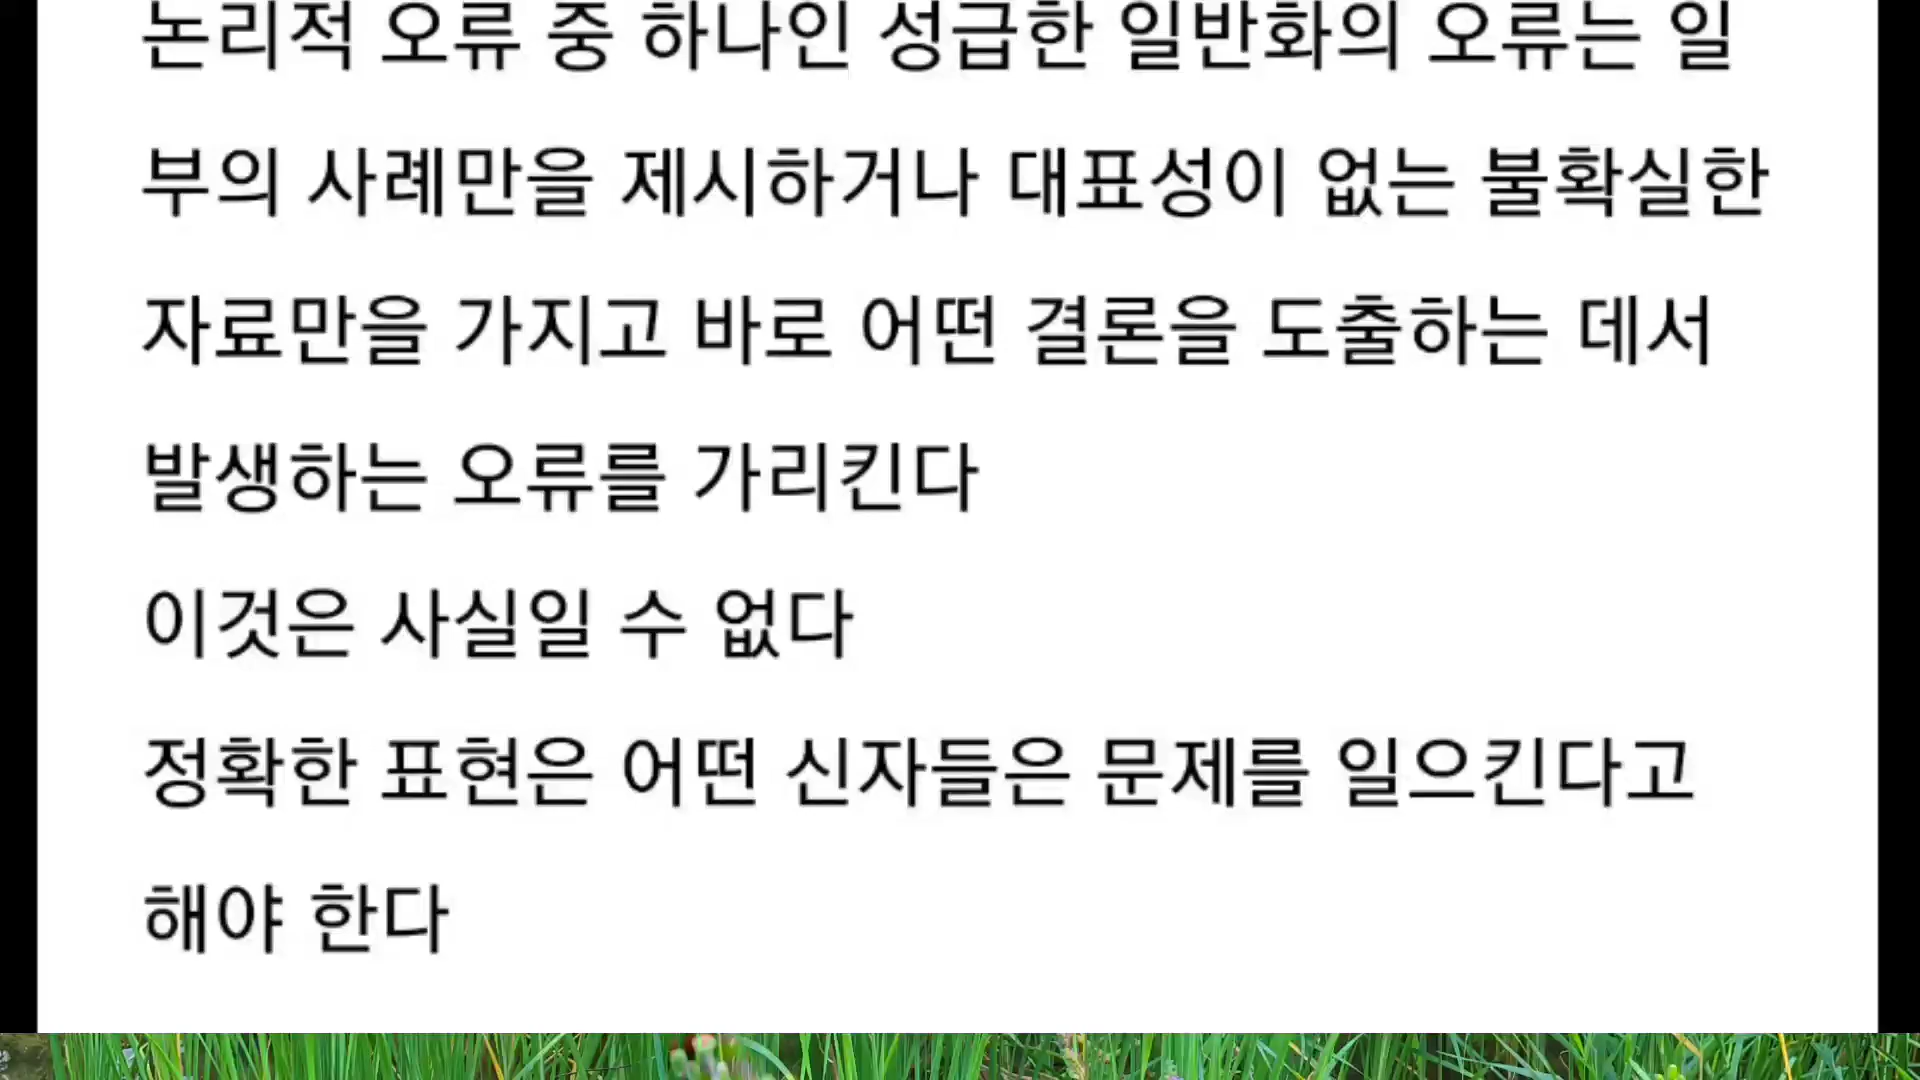 논리적 오류 중 하나인 성급한 일반화의 오류는 일
부의 사례만을 제시하거나 대표성이 없는 불확실한
자료만을 가지고 바로 어떤 결론을 도출하는 데서
발생하는 오류를 가리킨다
이것은 사실일 수 없다
정확한 표현은 어떤 신자들은 문제를 일으킨다고
해야 한다